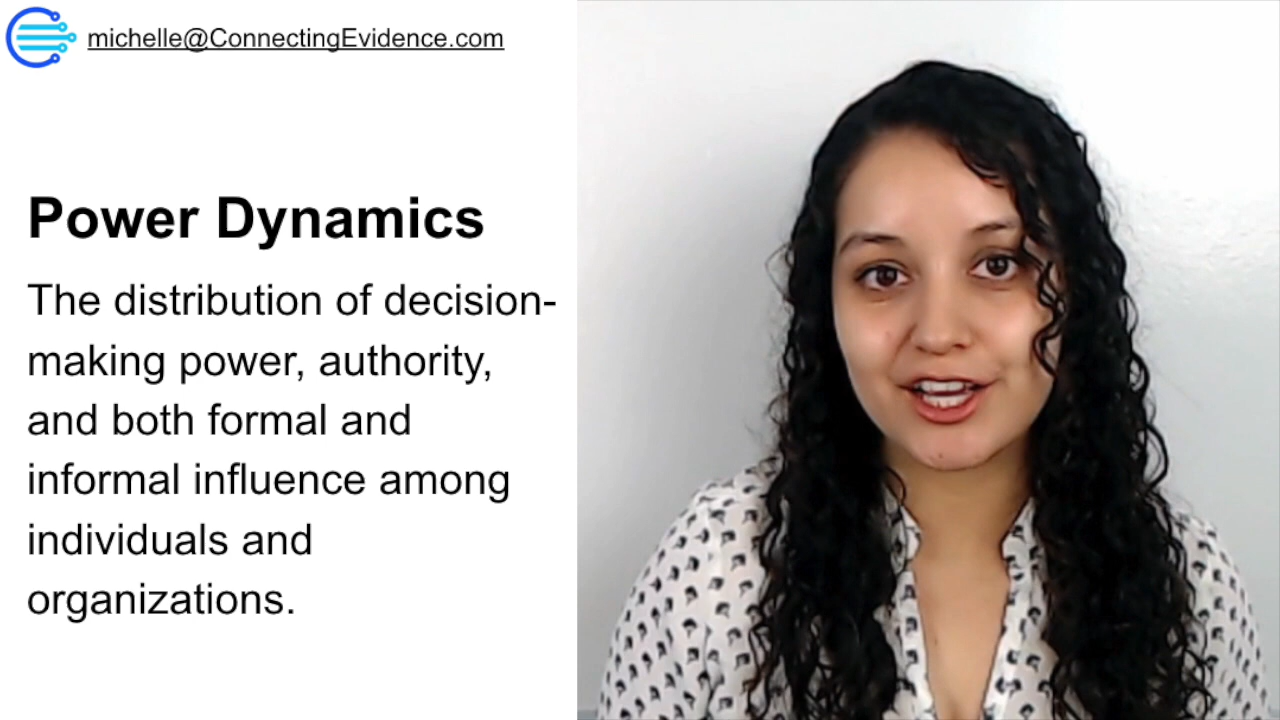 michelle@ConnectingEvidence.com
Power Dynamics
The distribution of decision-
making power, authority,
and both formal and
informal influence among
individuals and
organizations.